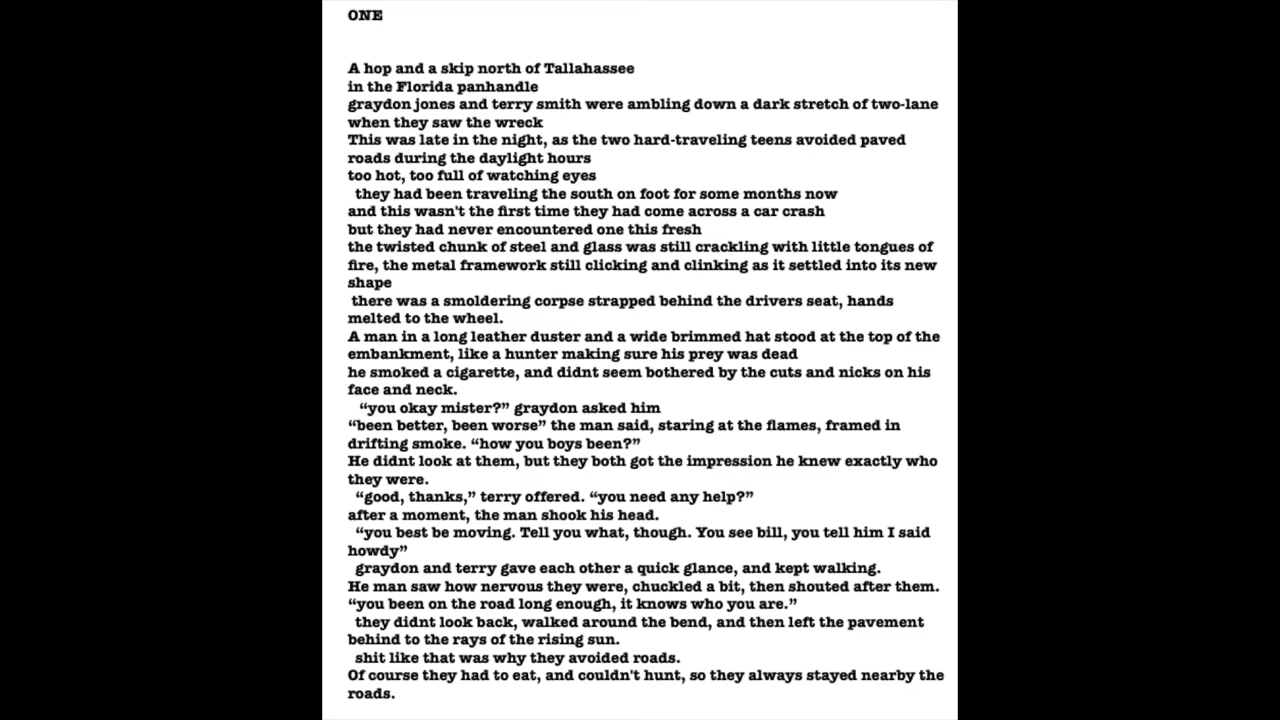 ONE
A hop and a skip north of Tallahassee
in the Florida panhandle
graydon jones and terry smith were ambling down a dark stretch of two-lane
when they saw the wreck
This was late in the night, as the two hard-traveling teens avoided paved
roads during the daylight hours
too hot, too full of watching eyes
they had been traveling the south on foot for some months now
and this wasn't the first time they had come across a car crash
but they had never encountered one this fresh
the twisted chunk of steel and glass was still crackling with little tongues of
fire, the metal framework still clicking and clinking as it settled into its new
shape
there was a smoldering corpse strapped behind the drivers seat, hands
melted to the wheel.
A man in a long leather duster and a wide brimmed hat stood at the top of the
embankment, like a hunter making sure his prey was dead
he smoked a cigarette, and didnt seem bothered by the cuts and nicks on his
face and neck.
“you okay mister?” graydon asked him
“been better, been worse” the man said, staring at the flames, framed in
drifting smoke. “how you boys been?”
He didnt look at them, but they both got the impression he knew exactly who
they were.
“good, thanks,” terry offered. “you need any help?”
after a moment, the man shook his head.
“you best be moving. Tell you what, though. You see bill, you tell him I said
howdy”
graydon and terry gave each other a quick glance, and kept walking.
He man saw how nervous they were, chuckled a bit, then shouted after them.
“you been on the road long enough, it knows who you are.”
they didnt look back, walked around the bend, and then left the pavement
behind to the rays of the rising sun.
shit like that was why they avoided roads.
Of course they had to eat, and couldn't hunt, so they always stayed nearby the
roads.